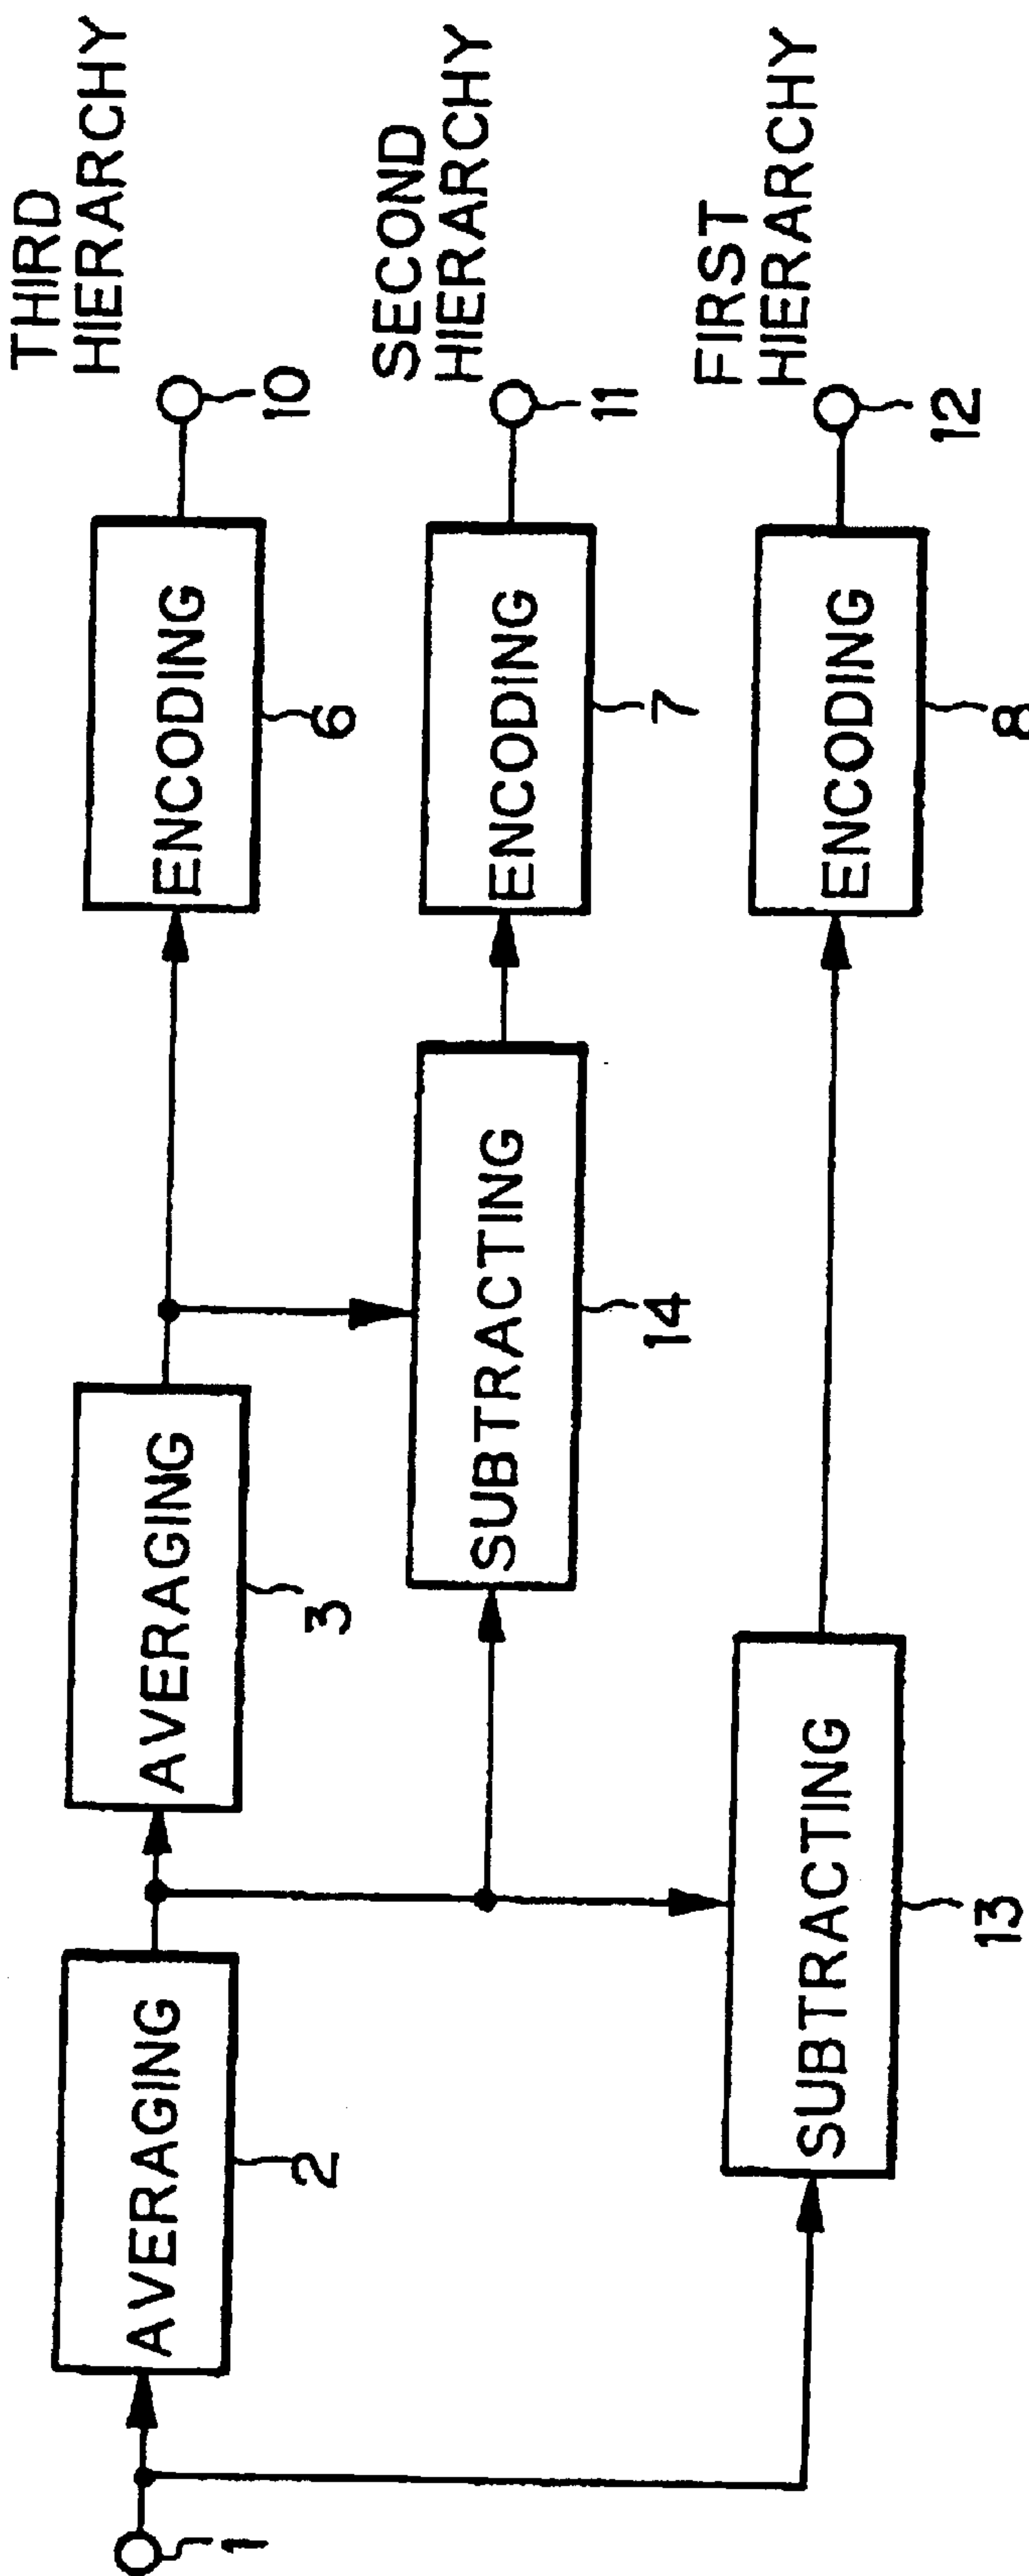 THIRD
HIERARCHY
10
ENCODING
6
AVERAGING
3
AVERAGING
2
1
SECOND
HIERARCHY
11
ENCODING
7
SUBTRACTING
14
FIRST
HIERARCHY
12
ENCODING
8
SUBTRACTING
13